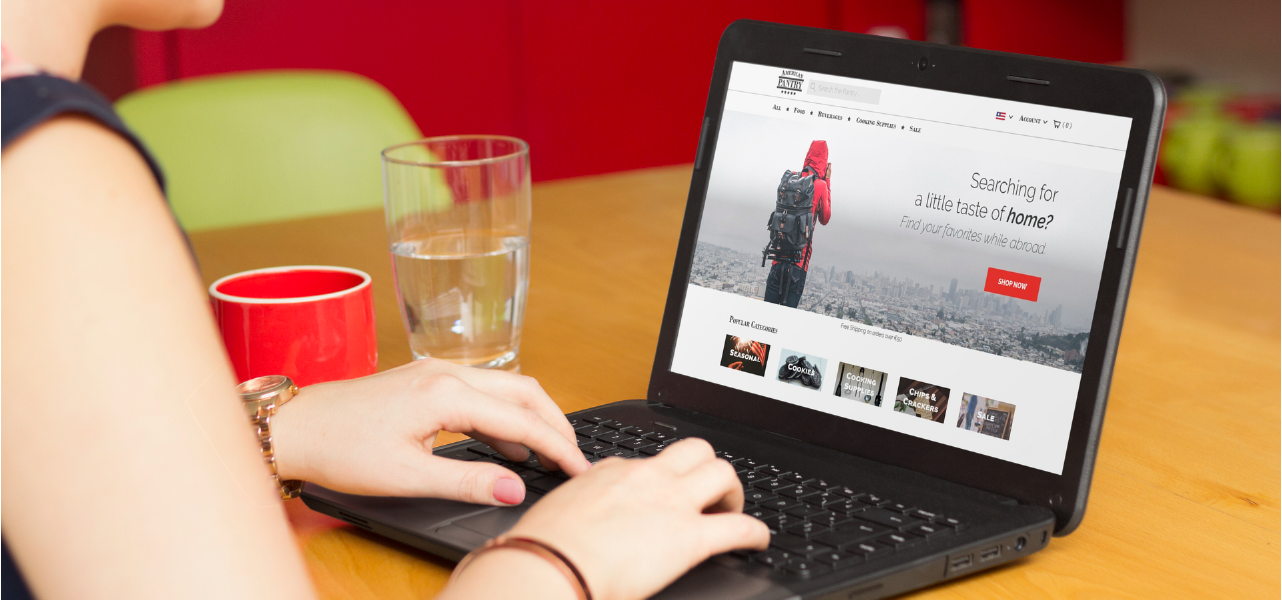 AMERICAN
PANTRY
Search the Pantry...
ALL ★ FOOD ★ BEVERAGES ★ COOKING SUPPLIES ★ SALE
ACCOUNT
(0)
Searching for
a little taste of home?
Find your favorites while abroad.
SHOP NOW
Free Shipping to orders over €50
POPULAR CATEGORIES
SEASONAL
COOKIES
COOKING
SUPPLIES
CHIPS &
CRACKERS
SALE